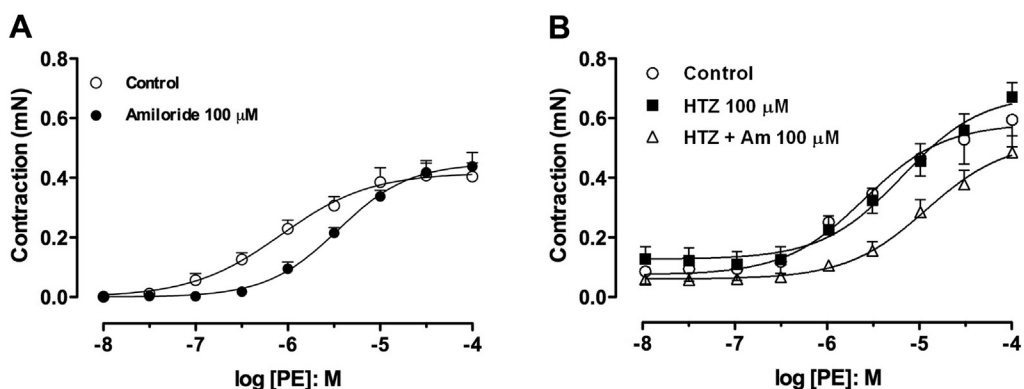 A
Contraction (mN)
0.8
0.6
0.4
0.2
0.0
Control
Amiloride 100 μM
-8 -7 -6 -5 -4
log [PE]: M
B
Contraction (mN)
0.8
0.6
0.4
0.2
0.0
Control
HTZ 100 μM
HTZ + Am 100 μM
-8 -7 -6 -5 -4
log [PE]: M